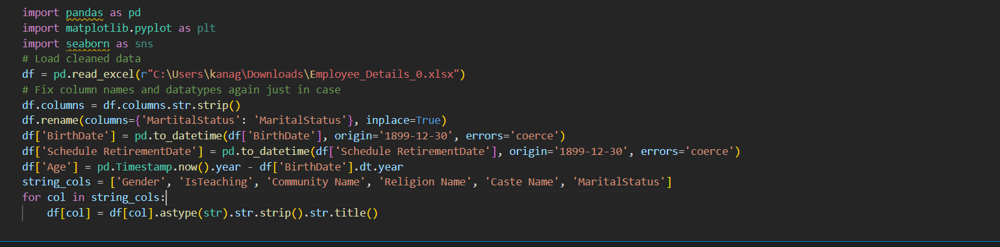 import pandas as pd
import matplotlib.pyplot as plt
import seaborn as sns
# Load cleaned data
df = pd.read_excel(r"C:\Users\kanag\Downloads\Employee_Details_0.xlsx")
# Fix column names and datatypes again just in case
df.columns = df.columns.str.strip()
df.rename(columns={'MartitalStatus': 'MaritalStatus'}, inplace=True)
df['BirthDate'] = pd.to_datetime(df['BirthDate'], origin='1899-12-30', errors='coerce')
df['Schedule RetirementDate'] = pd.to_datetime(df['Schedule RetirementDate'], origin='1899-12-30', errors='coerce')
df['Age'] = pd.Timestamp.now().year - df['BirthDate'].dt.year
string_cols = ['Gender', 'IsTeaching', 'Community Name', 'Religion Name', 'Caste Name', 'MaritalStatus']
for col in string_cols:
    df[col] = df[col].astype(str).str.strip().str.title()